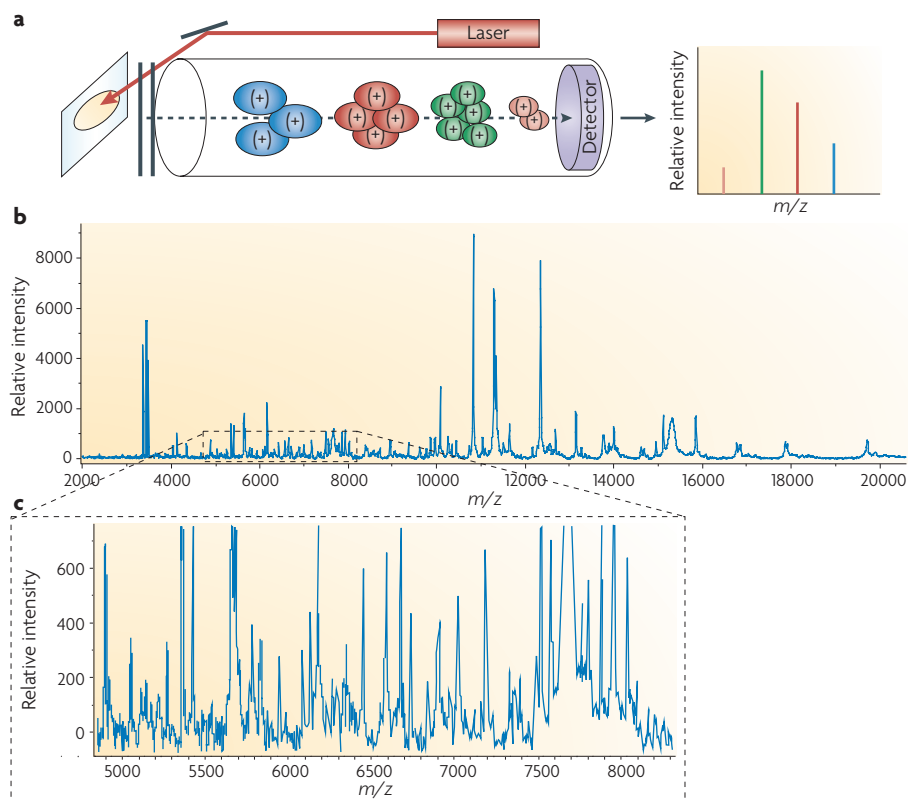 a
Laser
(+) (+) (+)
(+) (+) (+) (+)
(+) (+) (+) (+) (+) (+)
(+) (+)
Detector
Relative intensity
m/z
b
Relative intensity
8000
6000
4000
2000
0
2000 4000 6000 8000 10000 12000 14000 16000 18000 20000
m/z
c
Relative intensity
600
400
200
0
5000 5500 6000 6500 7000 7500 8000
m/z